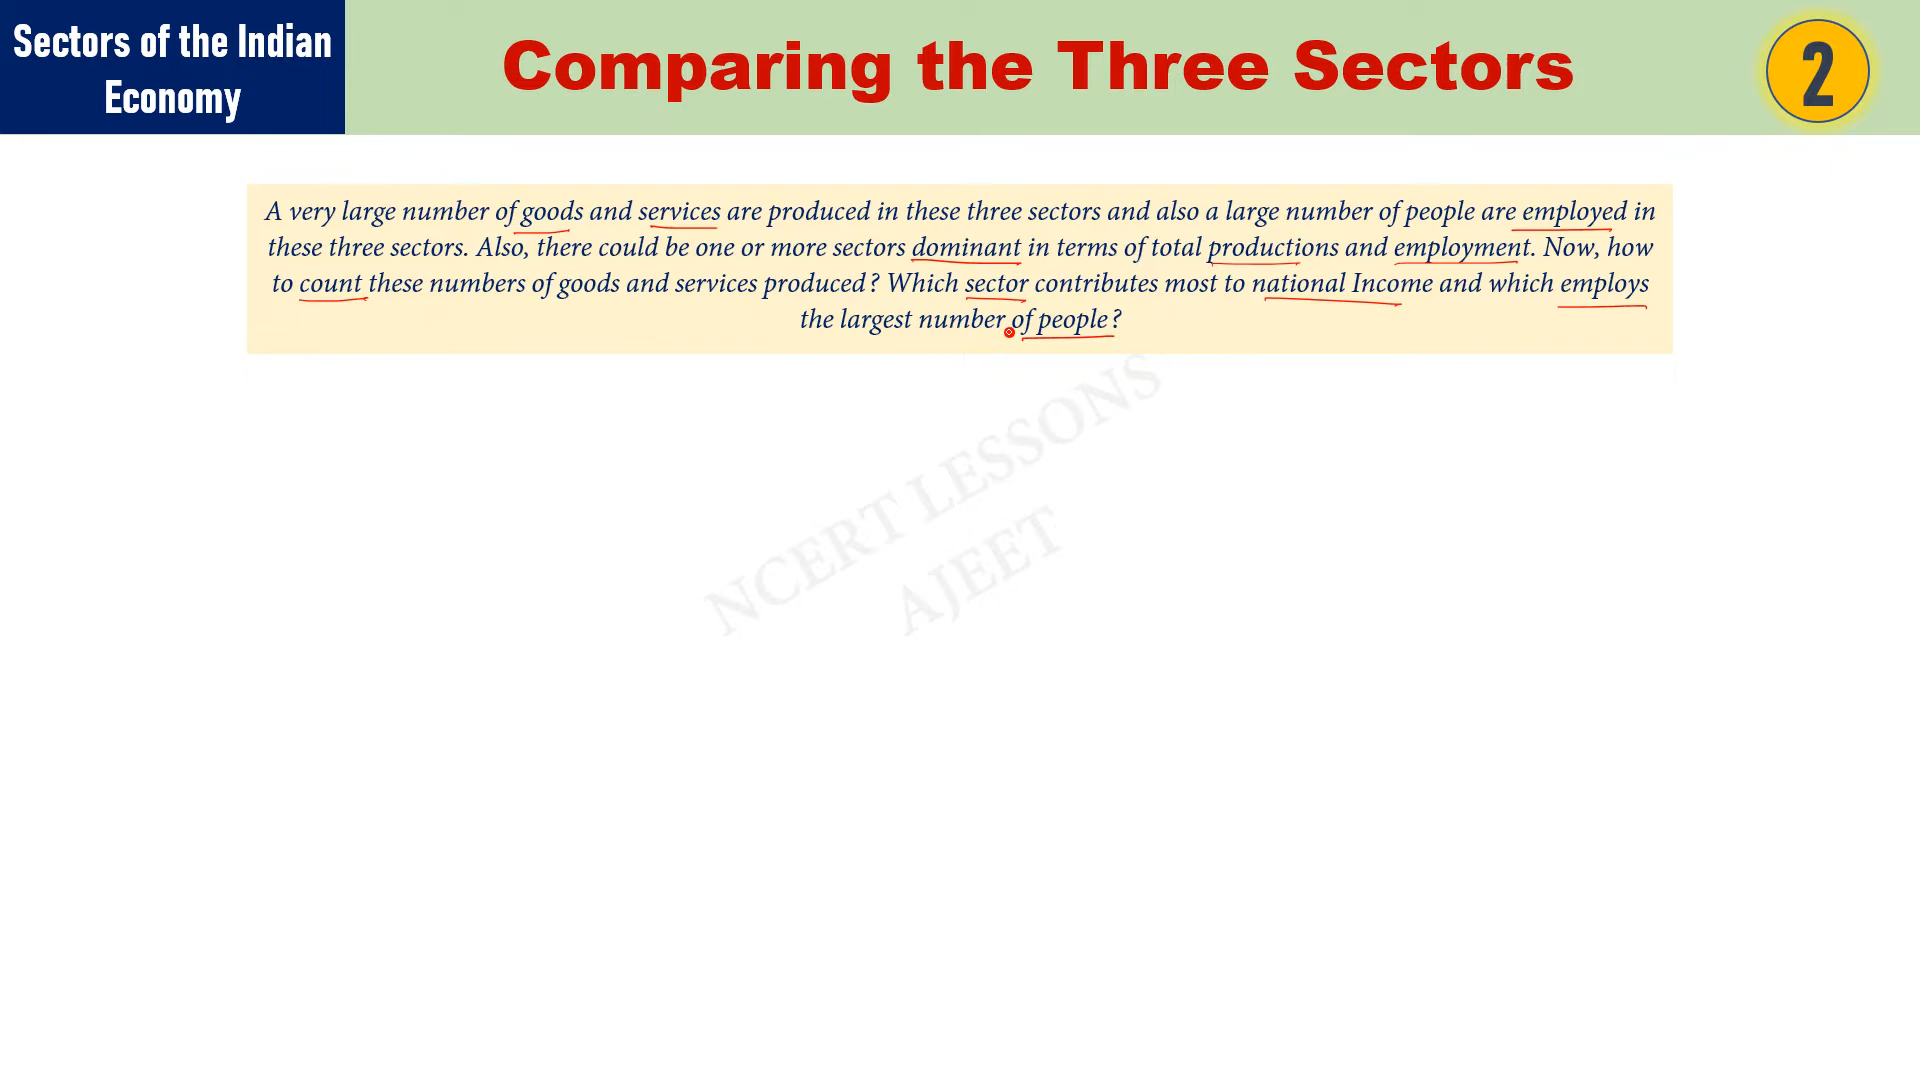 Sectors of the Indian
Economy
Comparing the Three Sectors
2
A very large number of goods and services are produced in these three sectors and also a large number of people are employed in
these three sectors. Also, there could be one or more sectors dominant in terms of total productions and employment. Now, how
to count these numbers of goods and services produced? Which sector contributes most to national Income and which employs
the largest number of people?
NCERT LESSONS
AJEET